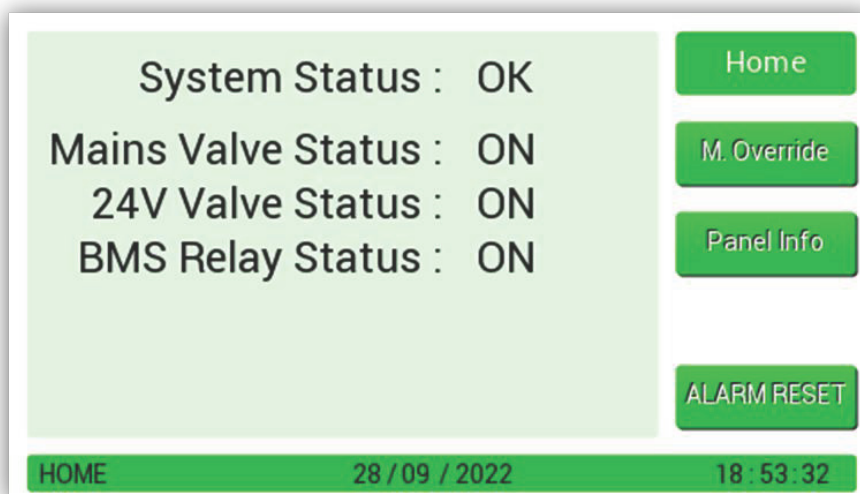 System Status : OK
Mains Valve Status : ON
24V Valve Status : ON
BMS Relay Status : ON
Home
M. Override
Panel Info
ALARM RESET
HOME 28 / 09 / 2022 18 : 53 : 32